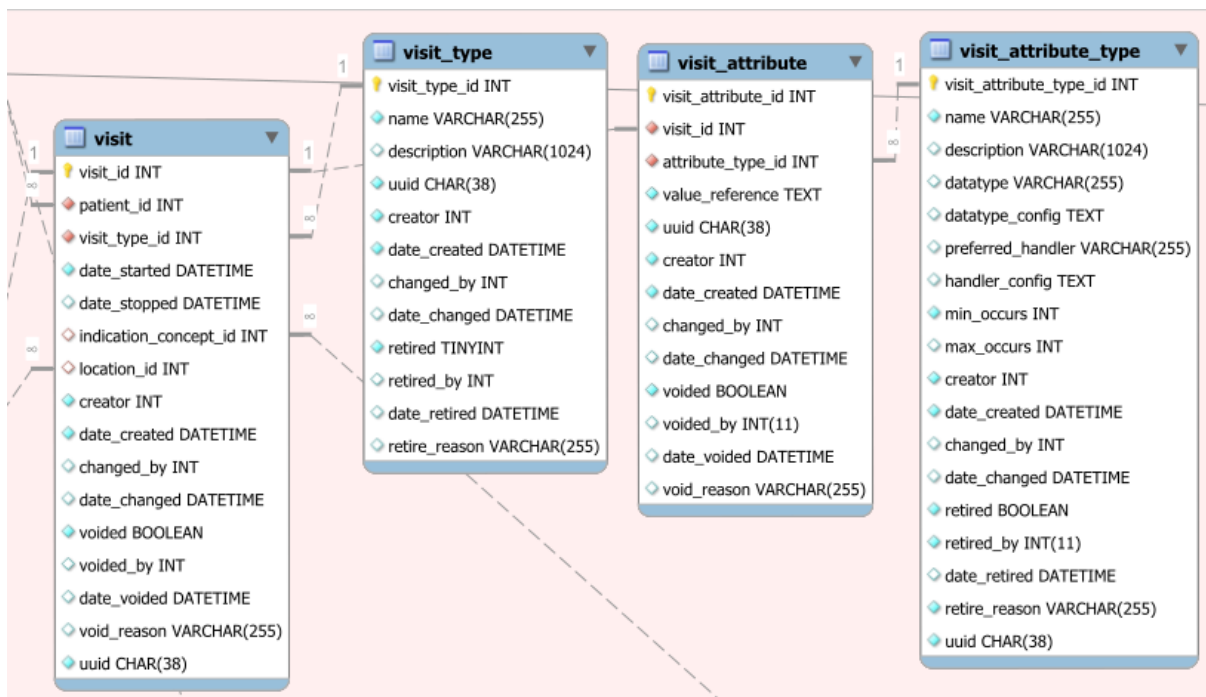 visit
visit_id INT
patient_id INT
visit_type_id INT
date_started DATETIME
date_stopped DATETIME
indication_concept_id INT
location_id INT
creator INT
date_created DATETIME
changed_by INT
date_changed DATETIME
voided BOOLEAN
voided_by INT
date_voided DATETIME
void_reason VARCHAR(255)
uuid CHAR(38)
1
∞
∞
1
∞
∞
1
visit_type
visit_type_id INT
name VARCHAR(255)
description VARCHAR(1024)
uuid CHAR(38)
creator INT
date_created DATETIME
changed_by INT
date_changed DATETIME
retired TINYINT
retired_by INT
date_retired DATETIME
retire_reason VARCHAR(255)
visit_attribute
visit_attribute_id INT
visit_id INT
attribute_type_id INT
value_reference TEXT
uuid CHAR(38)
creator INT
date_created DATETIME
changed_by INT
date_changed DATETIME
voided BOOLEAN
voided_by INT(11)
date_voided DATETIME
void_reason VARCHAR(255)
1
∞
visit_attribute_type
visit_attribute_type_id INT
name VARCHAR(255)
description VARCHAR(1024)
datatype VARCHAR(255)
datatype_config TEXT
preferred_handler VARCHAR(255)
handler_config TEXT
min_occurs INT
max_occurs INT
creator INT
date_created DATETIME
changed_by INT
date_changed DATETIME
retired BOOLEAN
retired_by INT(11)
date_retired DATETIME
retire_reason VARCHAR(255)
uuid CHAR(38)